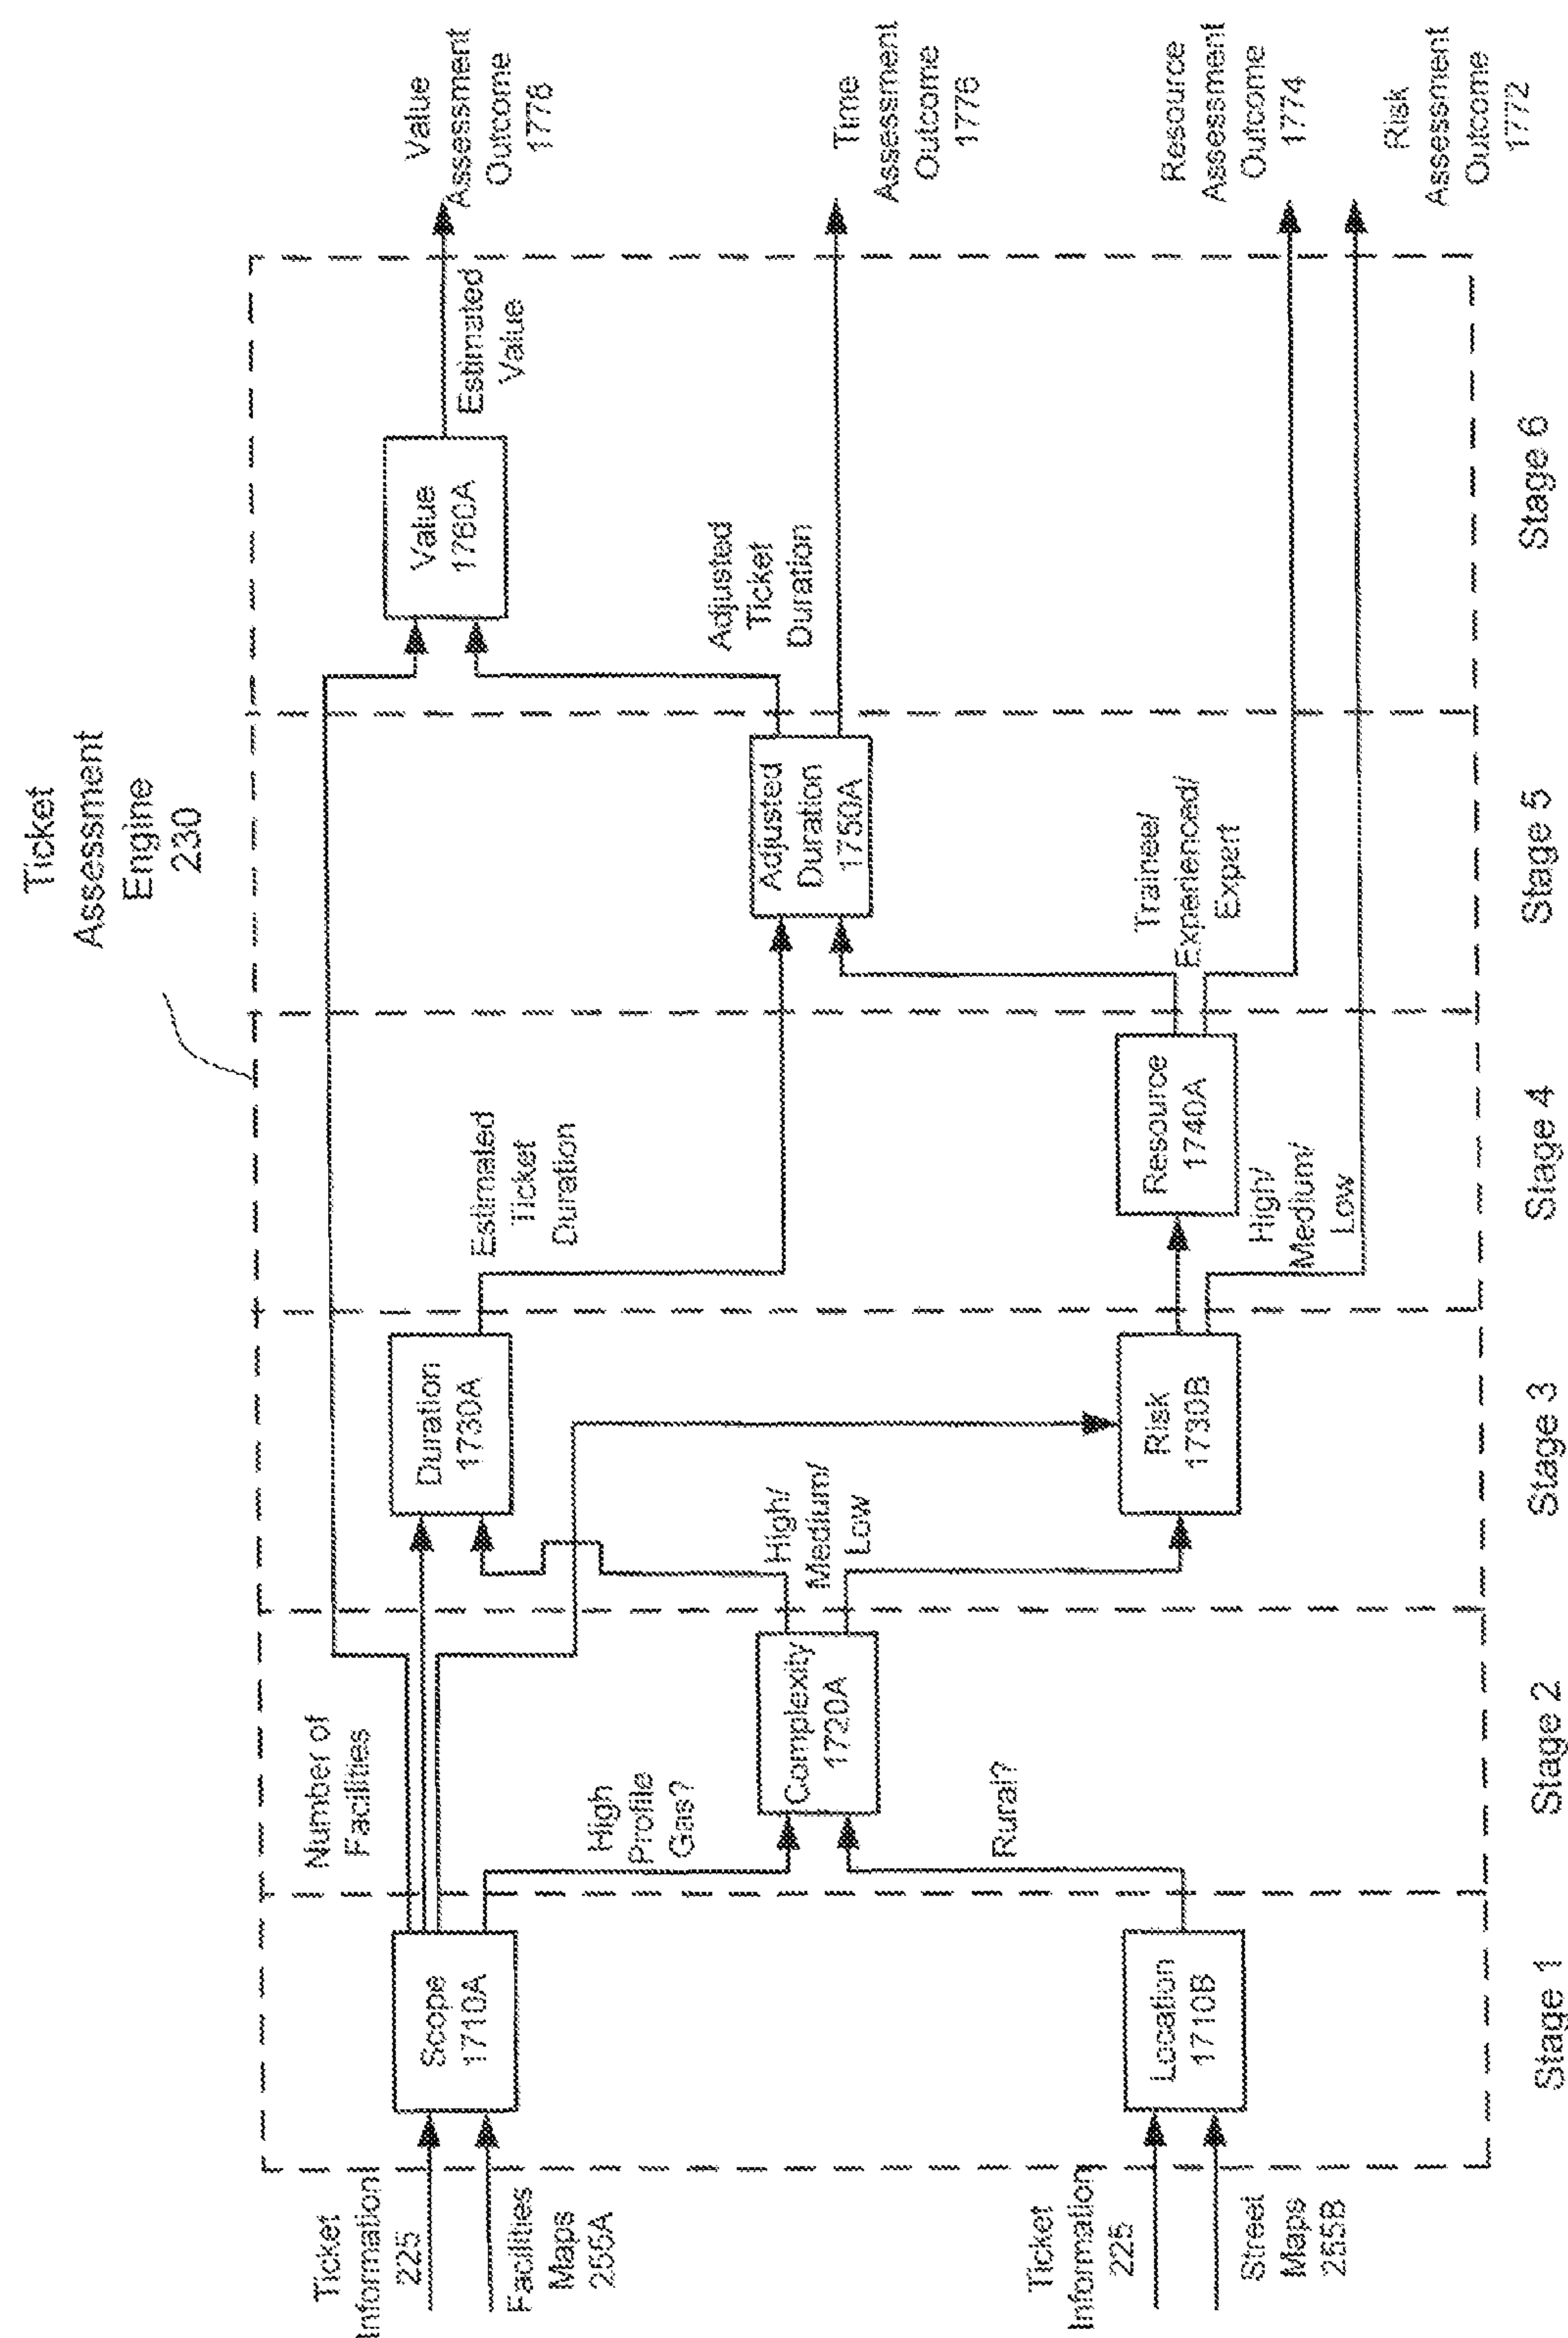 Ticket
Assessment
Engine
230
Ticket
Information
225
Facilities
Maps
255A
Ticket
Information
225
Street
Maps
255B
Scope
1710A
Location
1710B
Number of
Facilities
High
Profile
Gas?
Rural?
Complexity
1720A
High/
Medium/
Low
Duration
1730A
Risk
1730B
Estimated
Ticket
Duration
High/
Medium/
Low
Resource
1740A
Trainee/
Experienced/
Expert
Adjusted
Duration
1750A
Adjusted
Ticket
Duration
Value
1760A
Estimated
Value
Value
Assessment
Outcome
1778
Time
Assessment
Outcome
1776
Resource
Assessment
Outcome
1774
Risk
Assessment
Outcome
1772
Stage 1
Stage 2
Stage 3
Stage 4
Stage 5
Stage 6